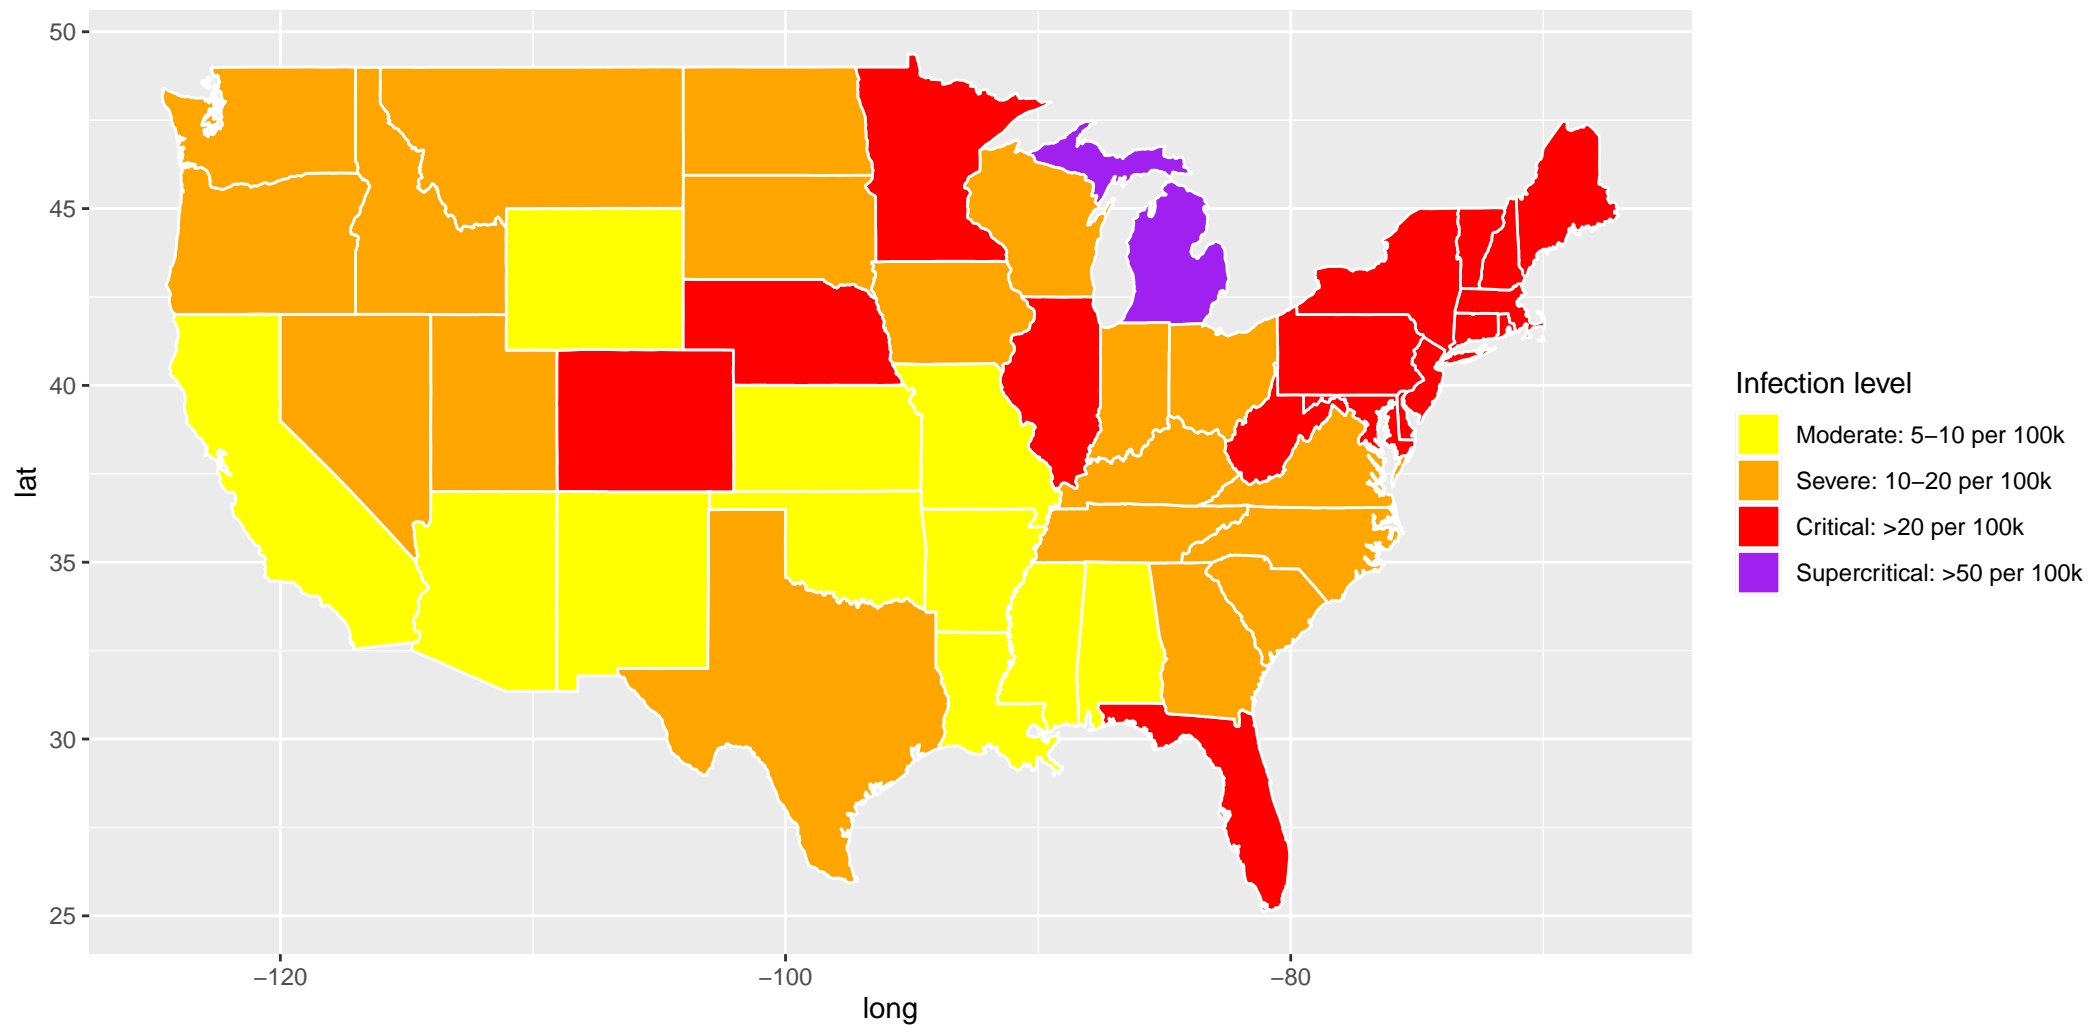 50
45
40
35
30
25
lat
−120
−100
−80
long
Infection level
Moderate: 5−10 per 100k
Severe: 10−20 per 100k
Critical: >20 per 100k
Supercritical: >50 per 100k